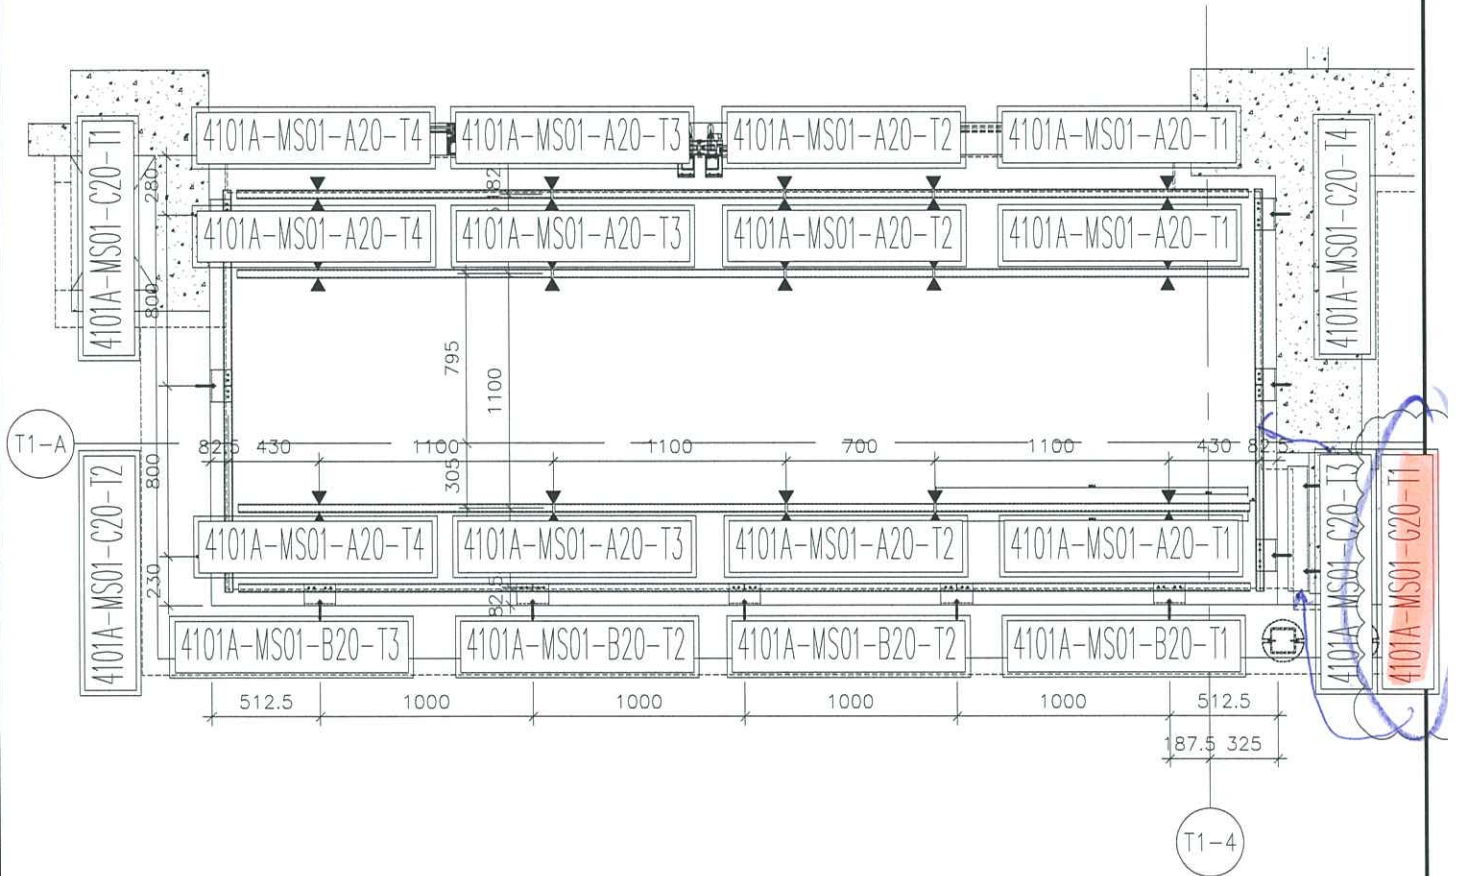 4101A-MS01-A20-T4
4101A-MS01-A20-T3
4101A-MS01-A20-T2
4101A-MS01-A20-T1
4101A-MS01-C20-T1
4101A-MS01-C20-T4
280
4101A-MS01-A20-T4
4101A-MS01-A20-T3
4101A-MS01-A20-T2
4101A-MS01-A20-T1
800
795
1100
T1-A
82.5
430
1100
1100
700
1100
430
82.5
4101A-MS01-C20-T2
800
305
4101A-MS01-C20-T3
4101A-MS01-C20-T1
4101A-MS01-A20-T4
4101A-MS01-A20-T3
4101A-MS01-A20-T2
4101A-MS01-A20-T1
230
82.5
4101A-MS01-B20-T3
4101A-MS01-B20-T2
4101A-MS01-B20-T2
4101A-MS01-B20-T1
512.5
1000
1000
1000
1000
512.5
187.5
325
T1-4